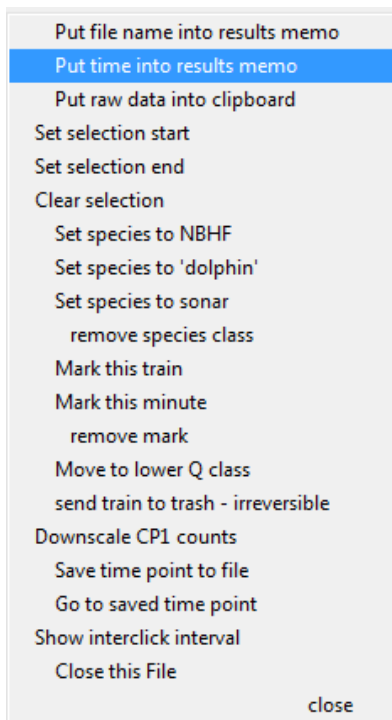 Put file name into results memo
Put time into results memo
Put raw data into clipboard
Set selection start
Set selection end
Clear selection
Set species to NBHF
Set species to 'dolphin'
Set species to sonar
remove species class
Mark this train
Mark this minute
remove mark
Move to lower Q class
send train to trash - irreversible
Downscale CP1 counts
Save time point to file
Go to saved time point
Show interclick interval
Close this File
close